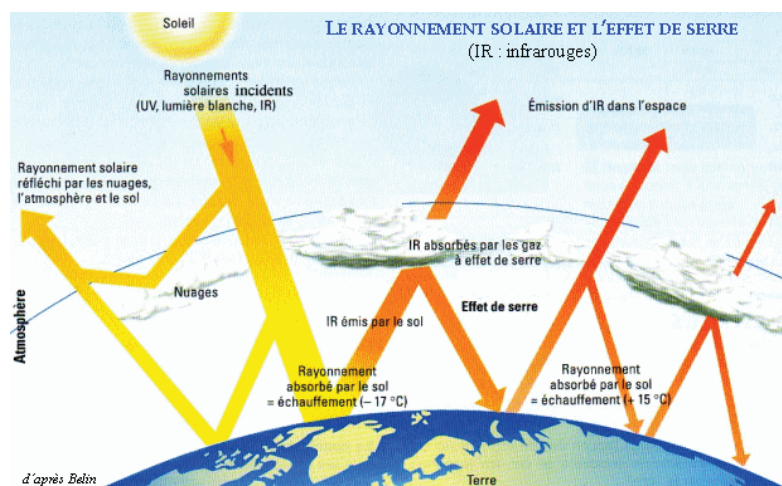 Soleil
LE RAYONNEMENT SOLAIRE ET L'EFFET DE SERRE
(IR : infrarouges)
Rayonnements
solaires incidents
(UV, lumière blanche, IR)
Émission d'IR dans l'espace
Rayonnement solaire
réfléchi par les nuages,
l'atmosphère et le sol
IR absorbés par les gaz
à effet de serre
Nuages
Effet de serre
IR émis par le sol
Atmosphère
Rayonnement
absorbé par le sol
= échauffement (– 17 °C)
Rayonnement
absorbé par le sol
= échauffement (+ 15 °C)
d'après Belin
Terre